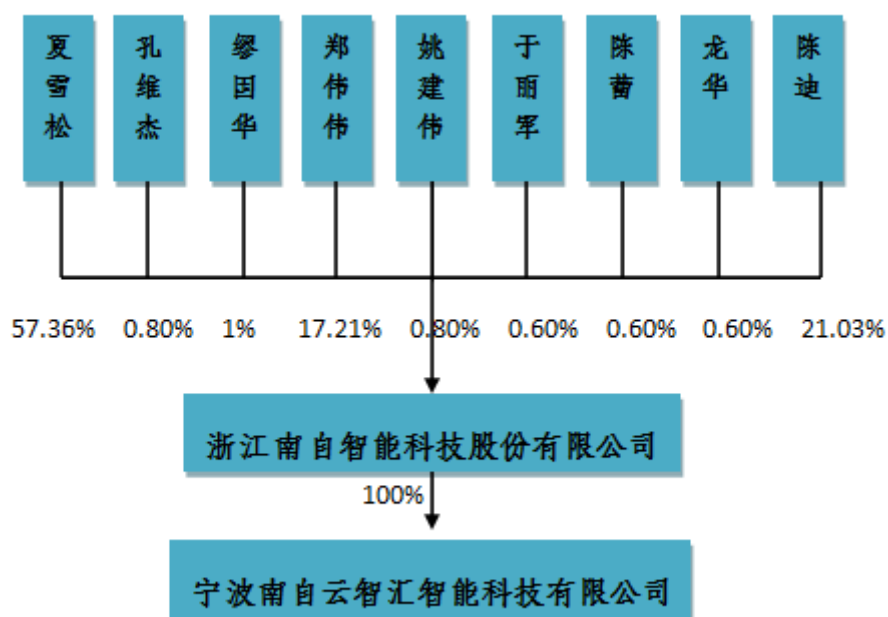 夏雪松
孔维杰
缪国华
郑伟伟
姚建伟
于丽军
陈蔷
龙华
陈迪
57.36% 0.80% 1% 17.21% 0.80% 0.60% 0.60% 0.60% 21.03%
浙江南自智能科技股份有限公司
100%
宁波南自云智汇智能科技有限公司